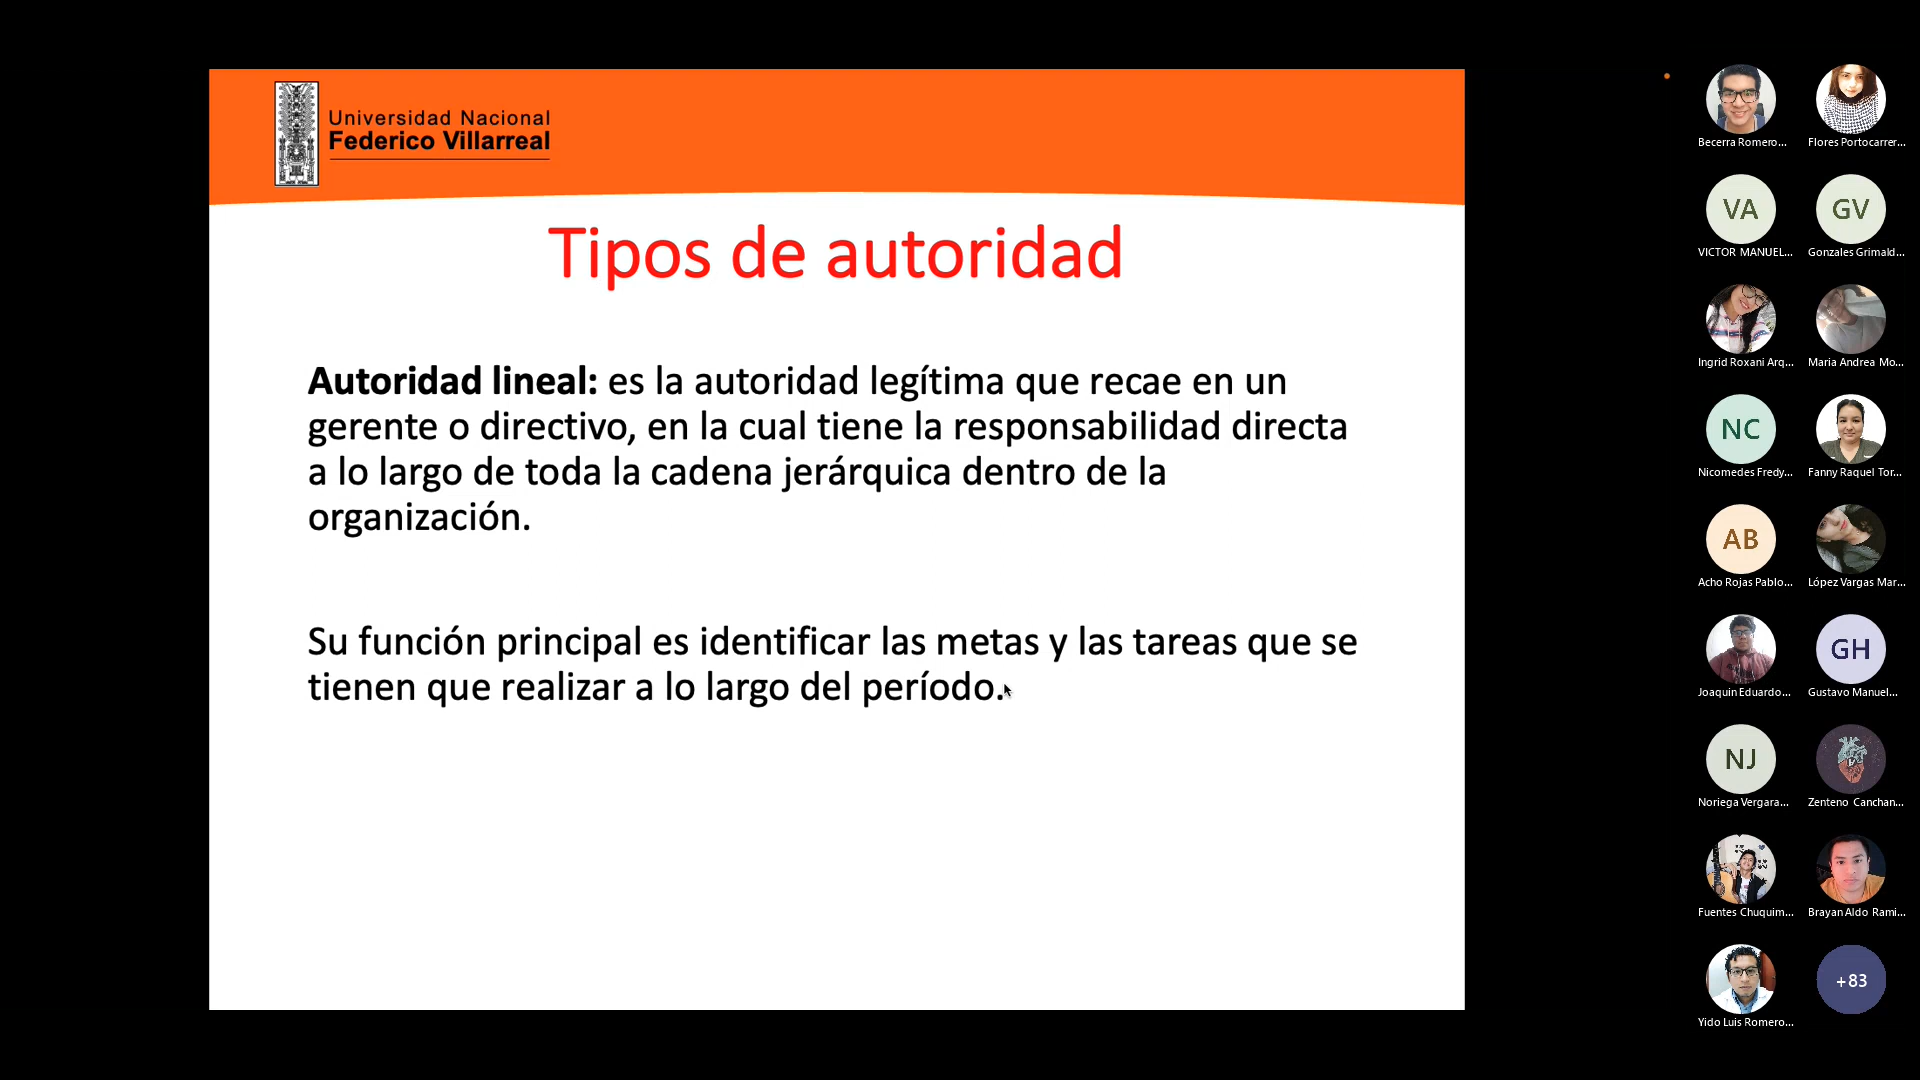 Universidad Nacional
Federico Villarreal
Tipos de autoridad
Autoridad lineal: es la autoridad legítima que recae en un
gerente o directivo, en la cual tiene la responsabilidad directa
a lo largo de toda la cadena jerárquica dentro de la
organización.
Su función principal es identificar las metas y las tareas que se
tienen que realizar a lo largo del período.
Becerra Romero...
Flores Portocarrer...
VA
GV
VICTOR MANUEL...
Gonzales Grimald...
Ingrid Roxani Arq...
Maria Andrea Mo...
NC
Nicomedes Fredy...
Fanny Raquel Tor...
AB
Acho Rojas Pablo...
López Vargas Mar...
GH
Joaquin Eduardo...
Gustavo Manuel...
NJ
Noriega Vergara...
Zenteno Canchan...
Fuentes Chuquim...
Brayan Aldo Rami...
+83
Yido Luis Romero...